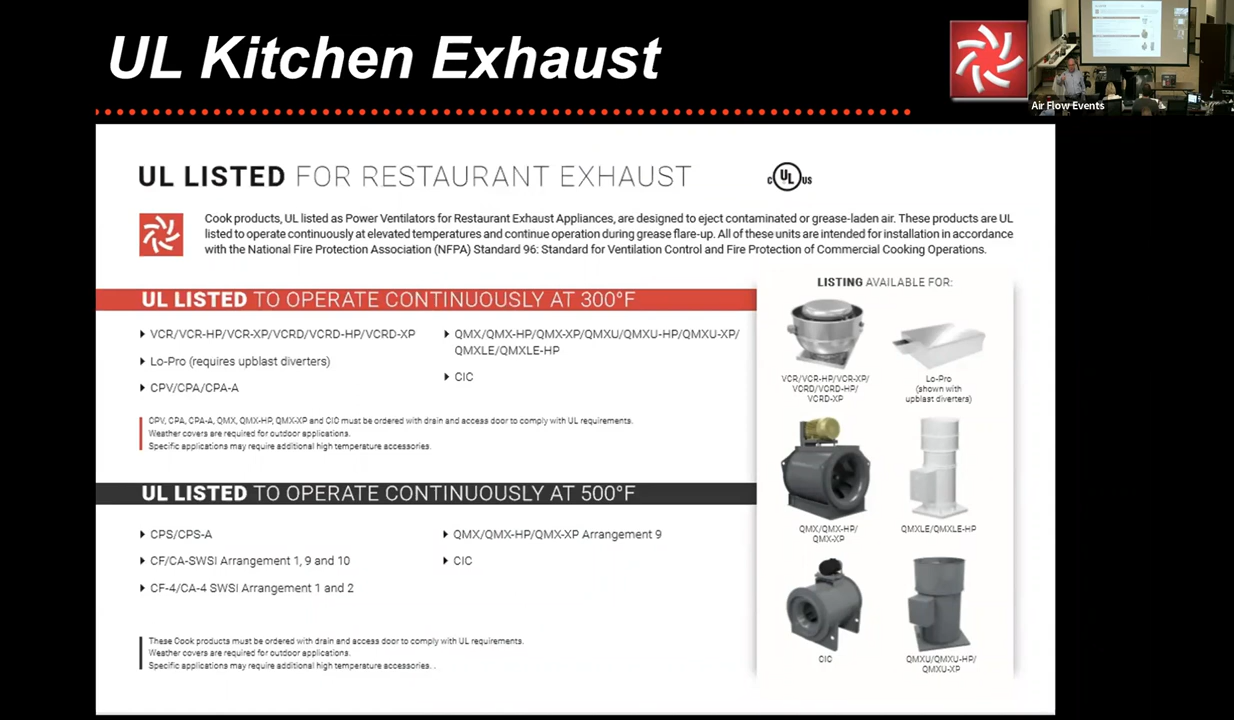 UL Kitchen Exhaust
Air Flow Events
UL LISTED FOR RESTAURANT EXHAUST
C UL US
Cook products, UL listed as Power Ventilators for Restaurant Exhaust Appliances, are designed to eject contaminated or grease-laden air. These products are UL
listed to operate continuously at elevated temperatures and continue operation during grease flare-up. All of these units are intended for installation in accordance
with the National Fire Protection Association (NFPA) Standard 96: Standard for Ventilation Control and Fire Protection of Commercial Cooking Operations.
UL LISTED TO OPERATE CONTINUOUSLY AT 300°F
VCR/VCR-HP/VCR-XP/VCRD/VCRD-HP/VCRD-XP
Lo-Pro (requires upblast diverters)
CPV/CPA/CPA-A
QMX/QMX-HP/QMX-XP/QMXU/QMXU-HP/QMXU-XP/
QMXLE/QMXLE-HP
CIC
CPV, CPA, CPA-A, QMX, QMX-HP, QMX-XP and CIC must be ordered with drain and access door to comply with UL requirements.
Weather covers are required for outdoor applications.
Specific applications may require additional high temperature accessories.
UL LISTED TO OPERATE CONTINUOUSLY AT 500°F
CPS/CPS-A
CF/CA-SWSI Arrangement 1, 9 and 10
CF-4/CA-4 SWSI Arrangement 1 and 2
QMX/QMX-HP/QMX-XP Arrangement 9
CIC
These Cook products must be ordered with drain and access door to comply with UL requirements.
Weather covers are required for outdoor applications.
Specific applications may require additional high temperature accessories. .
LISTING AVAILABLE FOR:
VCR/VCR-HP/VCR-XP/
VCRD/VCRD-HP/
VCRD-XP
Lo-Pro
(shown with
upblast diverters)
QMX/QMX-HP/
QMX-XP
QMXLE/QMXLE-HP
CIC
QMXU/QMXU-HP/
QMXU-XP